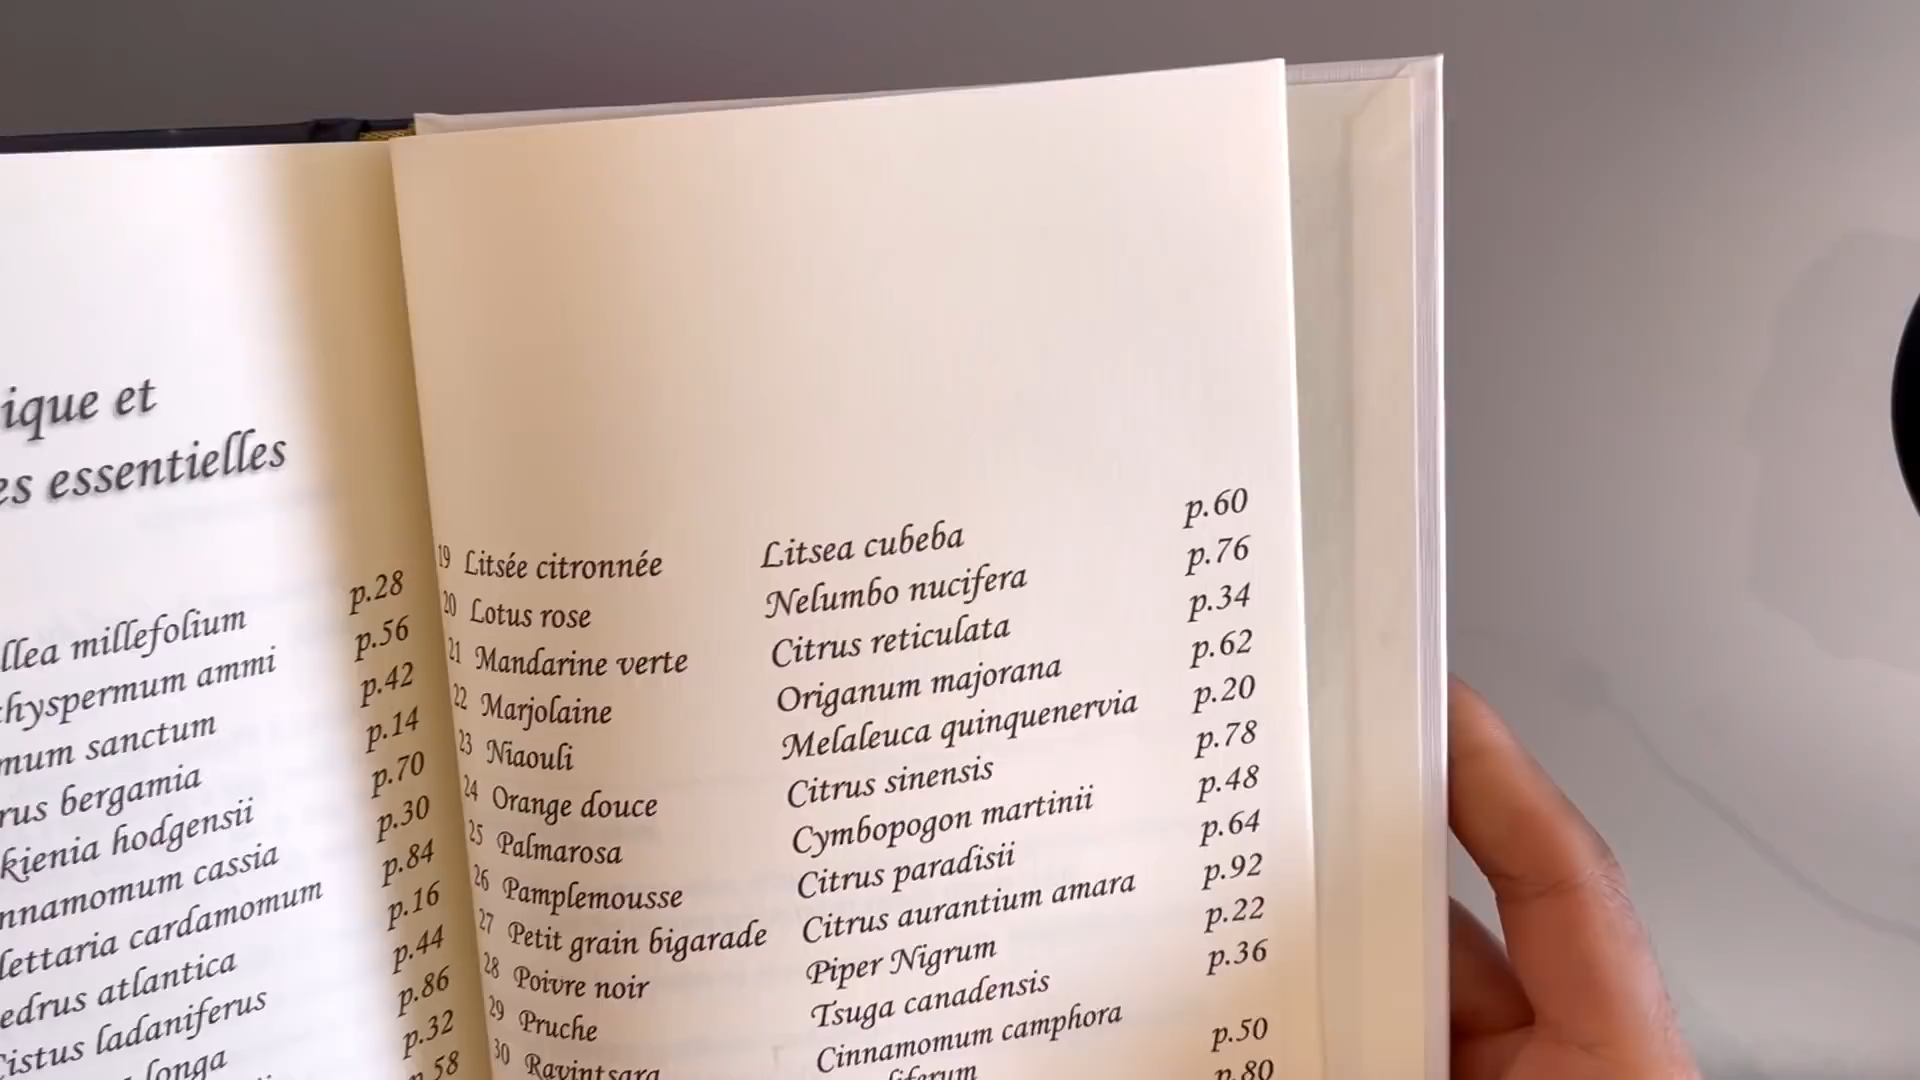 ique et
es essentielles
llea millefolium p.28
hyspermum ammi p.56
mum sanctum p.42
rus bergamia p.14
kienia hodgensii p.70
nnamomum cassia p.30
lettaria cardamomum p.84
edrus atlantica p.16
Cistus ladaniferus p.44
longa p.86
p.32
p.58
19 Litsée citronnée Litsea cubeba p.60
20 Lotus rose Nelumbo nucifera p.76
21 Mandarine verte Citrus reticulata p.34
22 Marjolaine Origanum majorana p.62
23 Niaouli Melaleuca quinquenervia p.20
24 Orange douce Citrus sinensis p.78
25 Palmarosa Cymbopogon martinii p.48
26 Pamplemousse Citrus paradisii p.64
27 Petit grain bigarade Citrus aurantium amara p.92
28 Poivre noir Piper Nigrum p.22
29 Pruche Tsuga canadensis p.36
30 Ravintsara Cinnamomum camphora p.50
p.80